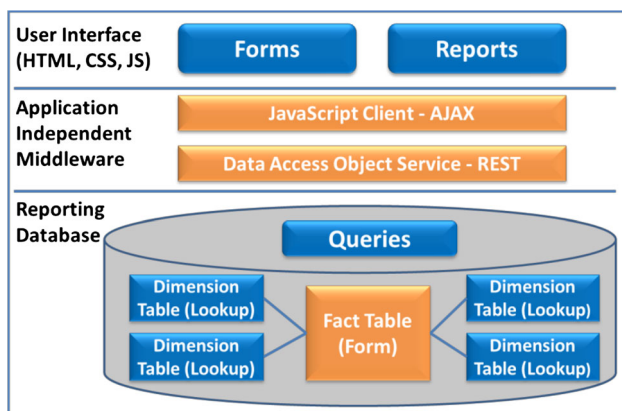 User Interface
(HTML, CSS, JS)
Forms
Reports
Application
Independent
Middleware
JavaScript Client - AJAX
Data Access Object Service - REST
Reporting
Database
Queries
Dimension
Table (Lookup)
Dimension
Table (Lookup)
Fact Table
(Form)
Dimension
Table (Lookup)
Dimension
Table (Lookup)